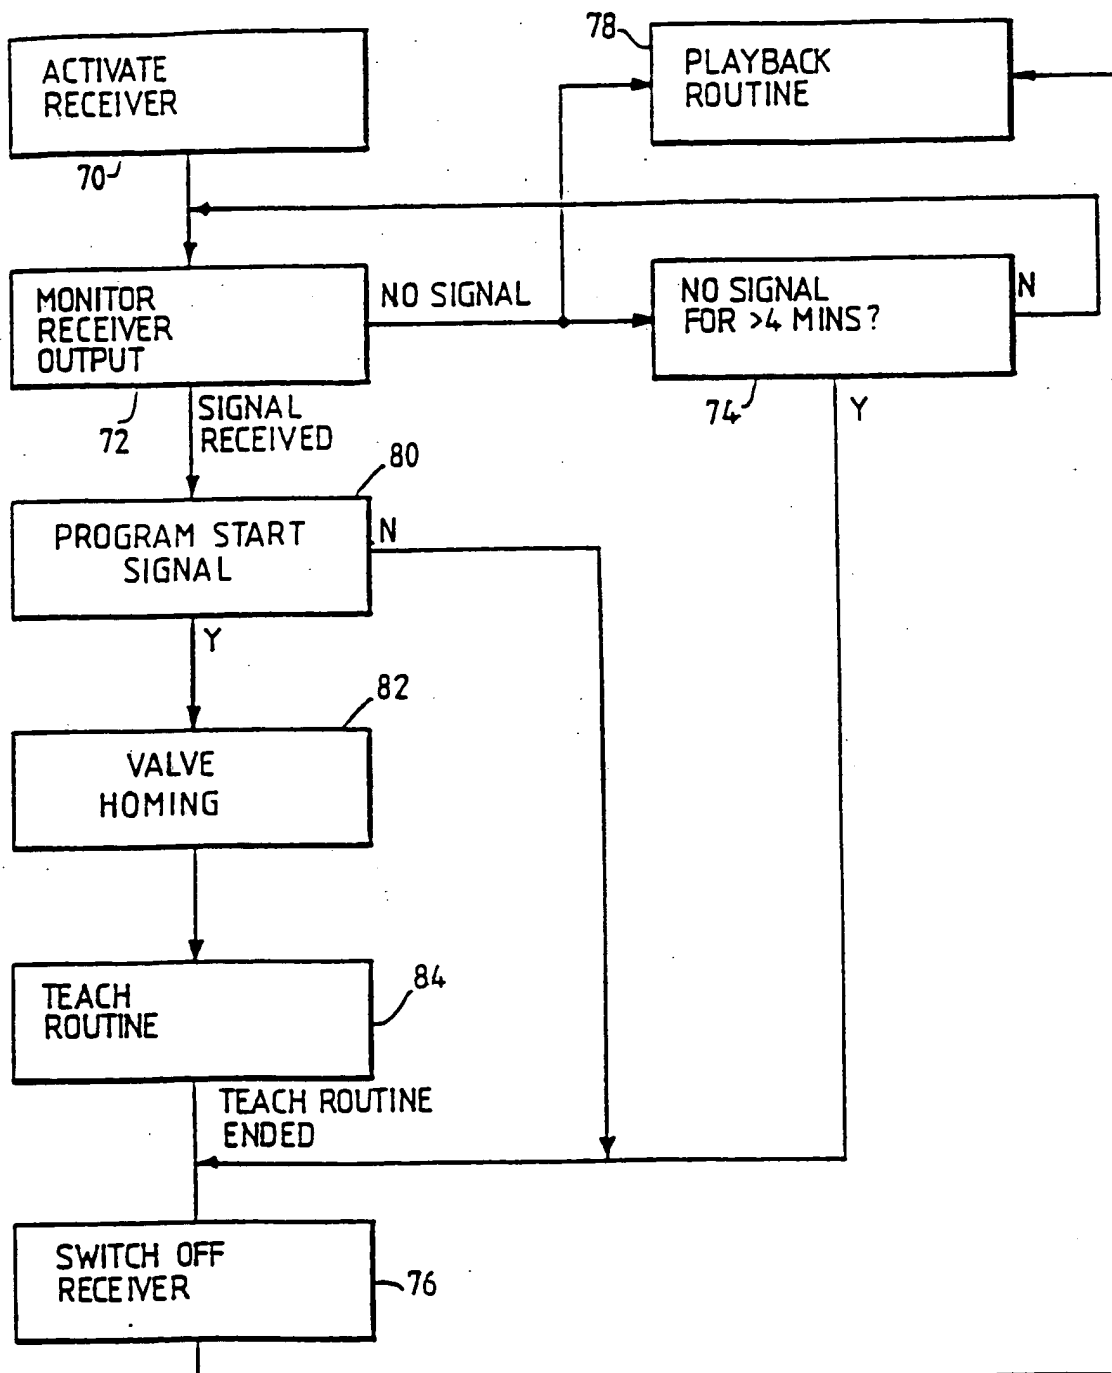 ACTIVATE
RECEIVER
70
78
PLAYBACK
ROUTINE
MONITOR
RECEIVER
OUTPUT
72
NO SIGNAL
NO SIGNAL
FOR >4 MINS?
N
74
Y
SIGNAL
RECEIVED
80
PROGRAM START
SIGNAL
N
Y
82
VALVE
HOMING
84
TEACH
ROUTINE
TEACH ROUTINE
ENDED
SWITCH OFF
RECEIVER
76